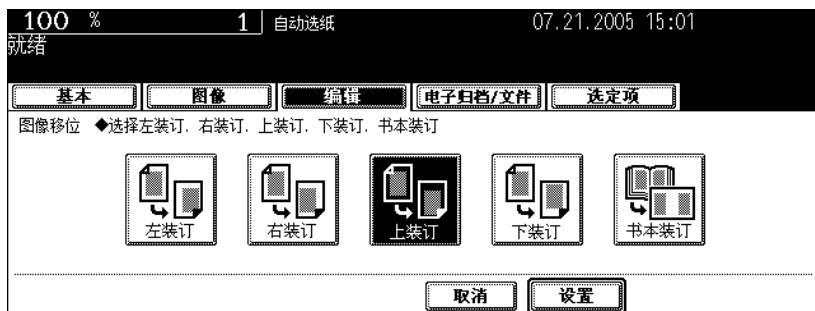 100 % 1 自动选纸 07.21.2005 15:01
就绪
基本 图像 编辑 电子归档/文件 选定项
图像移位 ◆选择左装订. 右装订. 上装订. 下装订. 书本装订
左装订 右装订 上装订 下装订 书本装订
取消 设置